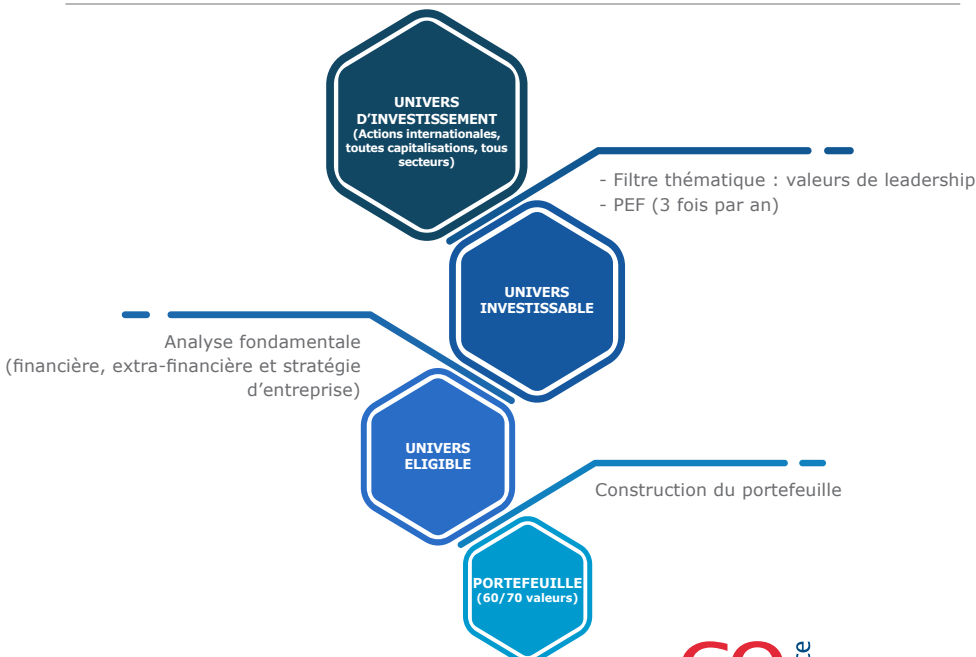 UNIVERS
D'INVESTISSEMENT
(Actions internationales,
toutes capitalisations, tous
secteurs)
- Filtre thématique : valeurs de leadership
- PEF (3 fois par an)
UNIVERS
INVESTISSABLE
Analyse fondamentale
(financière, extra-financière et stratégie
d'entreprise)
UNIVERS
ELIGIBLE
Construction du portefeuille
PORTEFEUILLE
(60/70 valeurs)